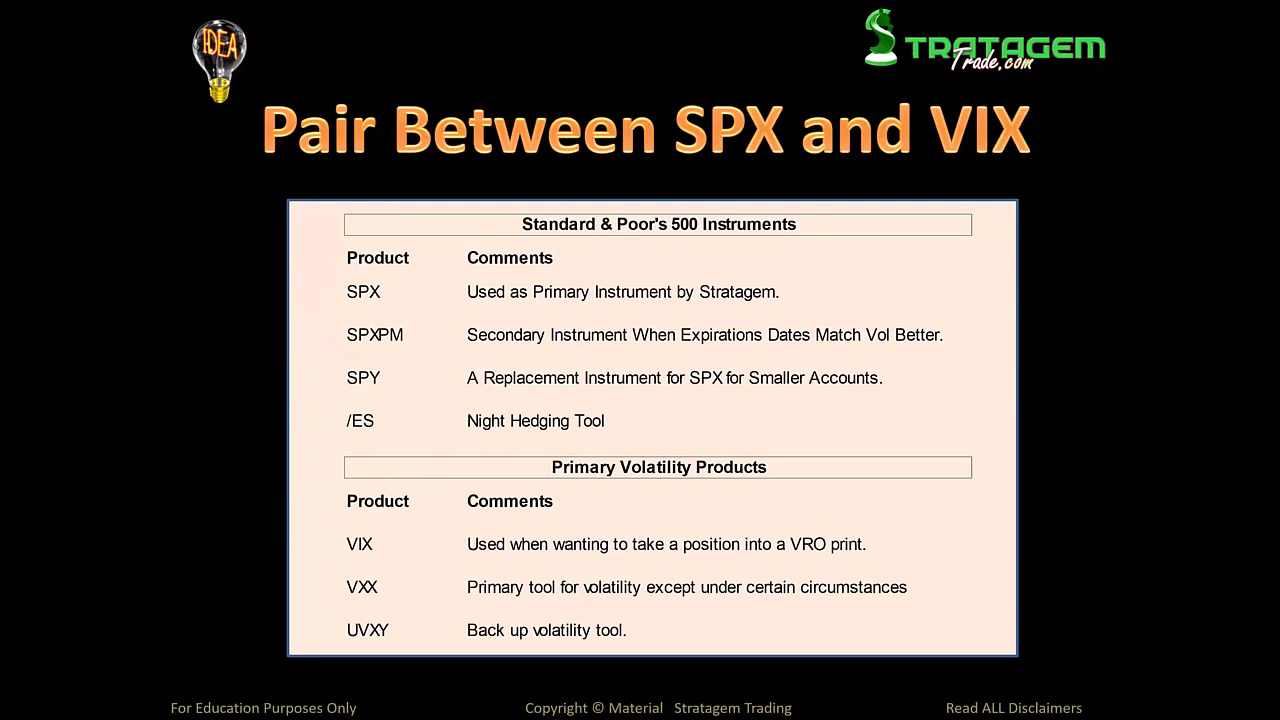 IDEA
STRATAGEM
Trade.com
Pair Between SPX and VIX
Standard & Poor's 500 Instruments
Product Comments
SPX Used as Primary Instrument by Stratagem.
SPXPM Secondary Instrument When Expirations Dates Match Vol Better.
SPY A Replacement Instrument for SPX for Smaller Accounts.
/ES Night Hedging Tool
Primary Volatility Products
Product Comments
VIX Used when wanting to take a position into a VRO print.
VXX Primary tool for volatility except under certain circumstances
UVXY Back up volatility tool.
For Education Purposes Only Copyright © Material Stratagem Trading Read ALL Disclaimers